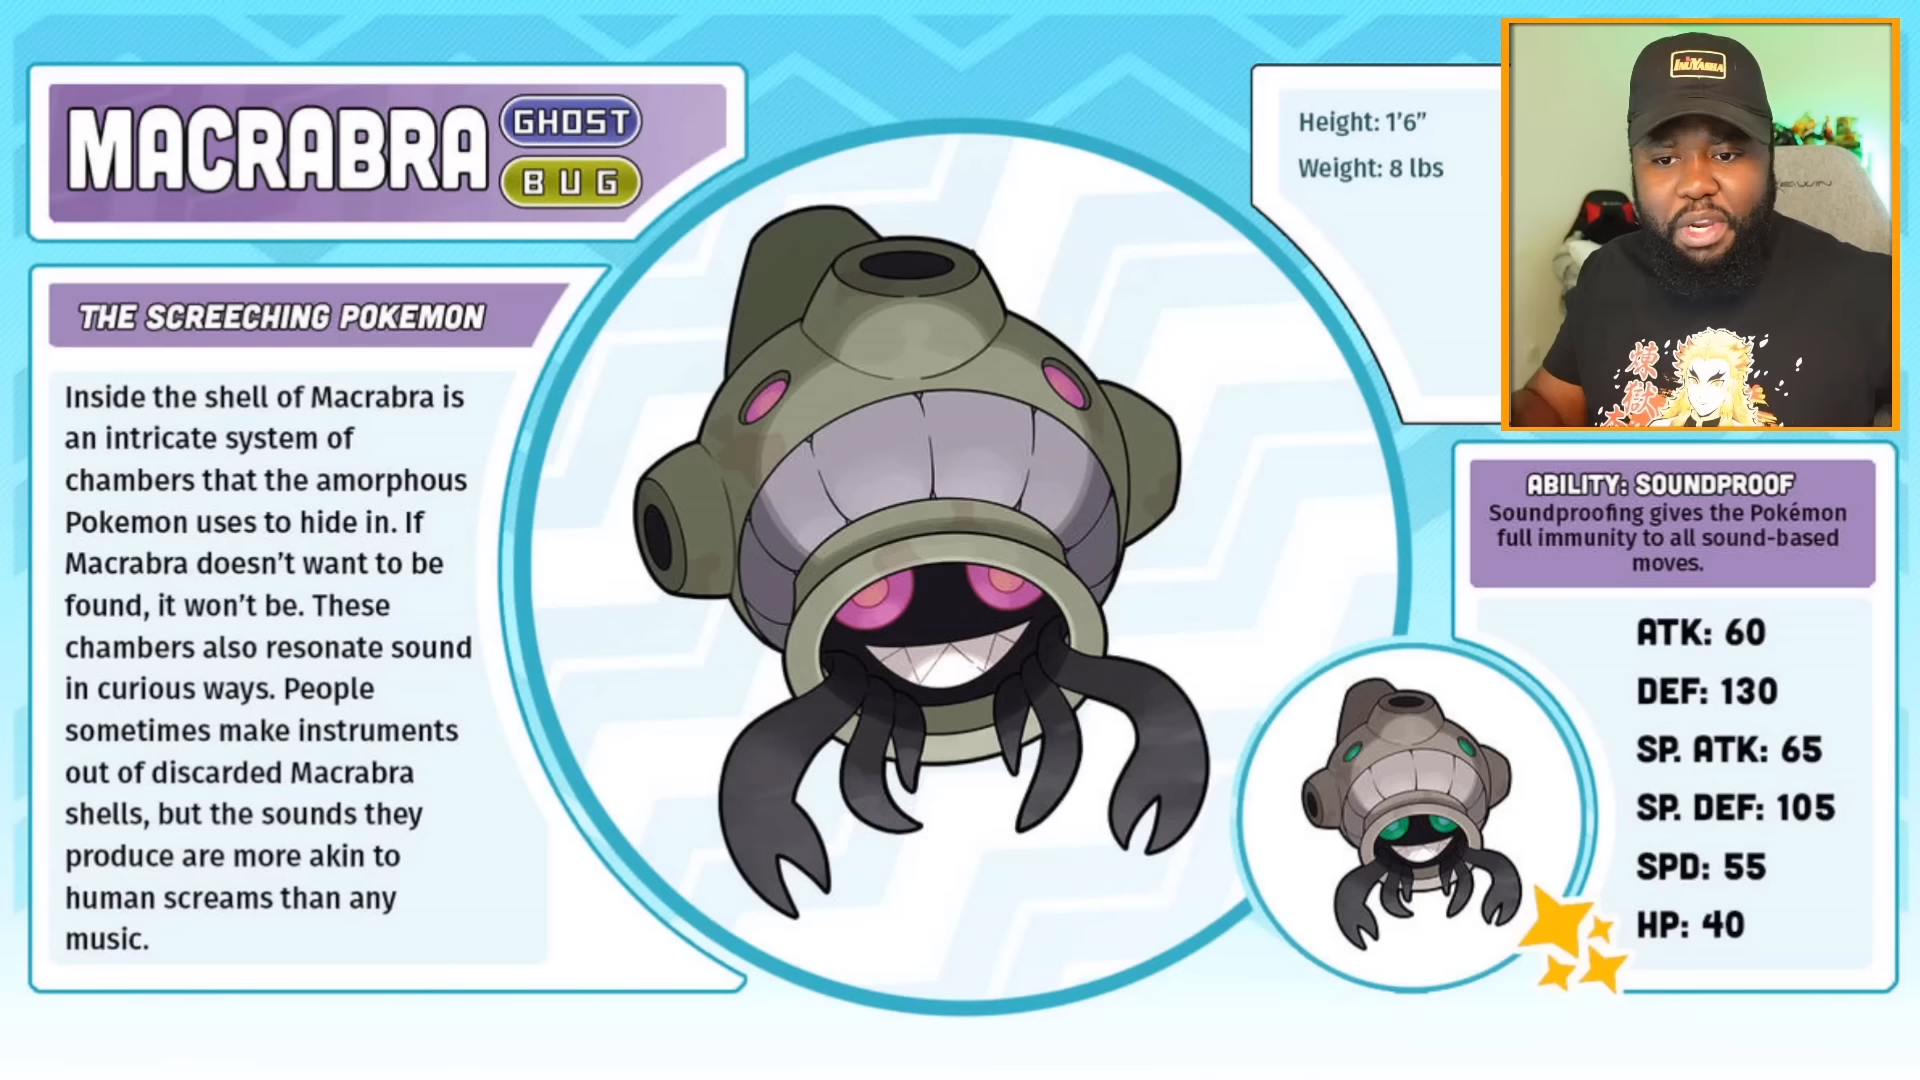 MACRABRA
GHOST
BUG
THE SCREECHING POKEMON
Inside the shell of Macrabra is
an intricate system of
chambers that the amorphous
Pokemon uses to hide in. If
Macrabra doesn't want to be
found, it won't be. These
chambers also resonate sound
in curious ways. People
sometimes make instruments
out of discarded Macrabra
shells, but the sounds they
produce are more akin to
human screams than any
music.
Height: 1'6"
Weight: 8 lbs
INUYASHA
煉
獄
ABILITY: SOUNDPROOF
Soundproofing gives the Pokémon
full immunity to all sound-based
moves.
ATK: 60
DEF: 130
SP. ATK: 65
SP. DEF: 105
SPD: 55
HP: 40